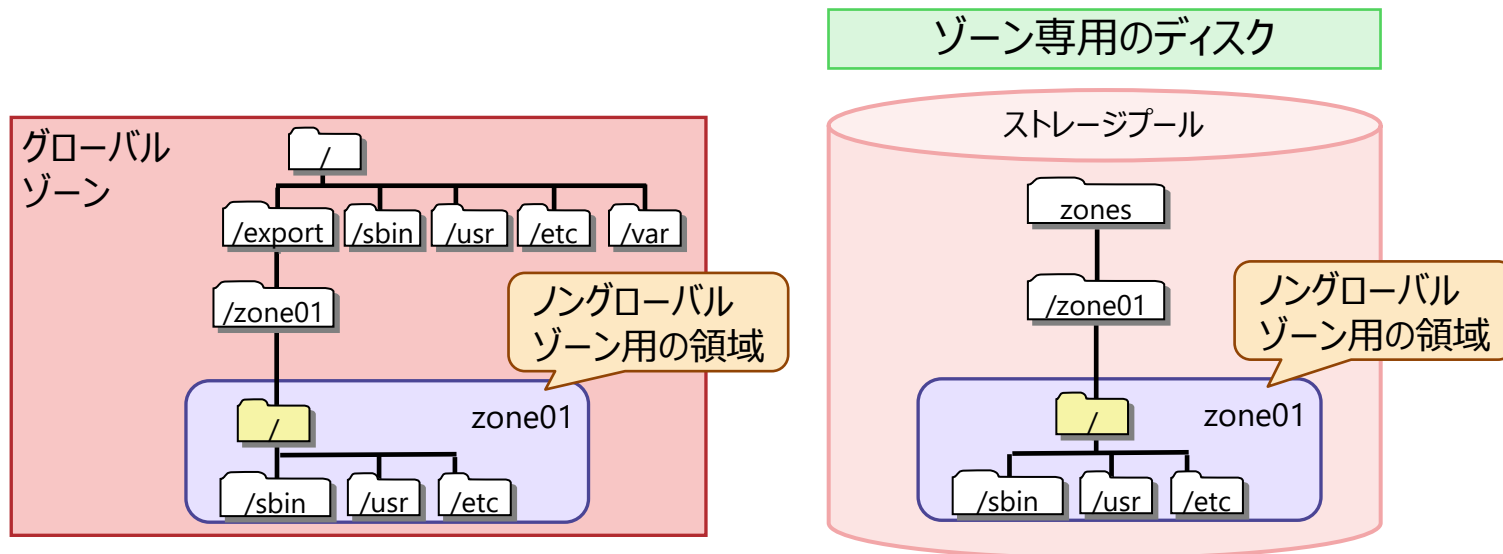 ゾーン専用のディスク
グローバル
ゾーン
/
/export
/sbin
/usr
/etc
/var
/zone01
ノングローバル
ゾーン用の領域
/
zone01
/sbin
/usr
/etc
ストレージプール
zones
/zone01
ノングローバル
ゾーン用の領域
/
zone01
/sbin
/usr
/etc